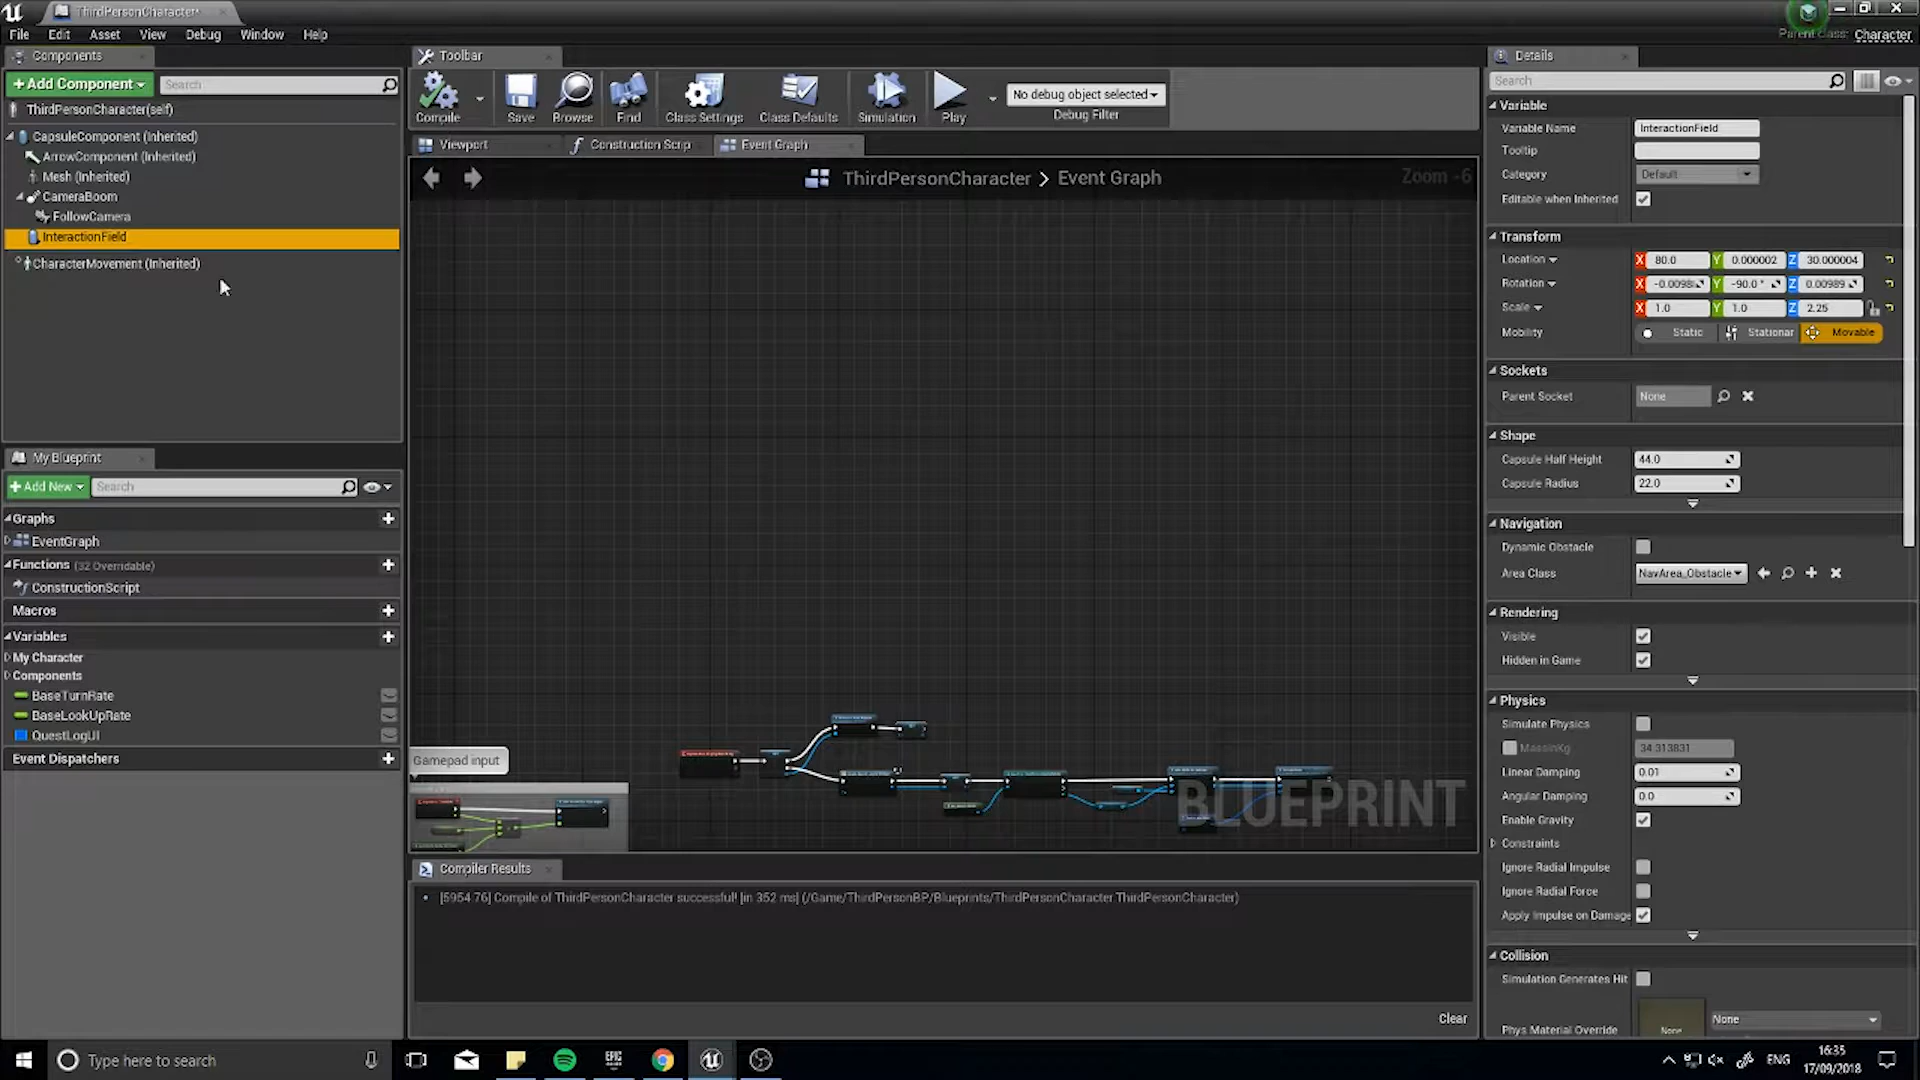 ThirdPersonCharacter*
File Edit Asset View Debug Window Help
Parent class: Character
Components
+Add Component
Search
ThirdPersonCharacter(self)
CapsuleComponent (Inherited)
ArrowComponent (Inherited)
Mesh (Inherited)
CameraBoom
FollowCamera
InteractionField
CharacterMovement (Inherited)
My Blueprint
+Add New
Search
Graphs
EventGraph
Functions (32 Overridable)
ConstructionScript
Macros
Variables
My Character
Components
BaseTurnRate
BaseLookUpRate
QuestLogUI
Event Dispatchers
Toolbar
Compile
Save
Browse
Find
Class Settings
Class Defaults
Simulation
Play
No debug object selected
Debug Filter
Viewport
Construction Scrip
Event Graph
ThirdPersonCharacter > Event Graph
Zoom -6
Gamepad input
BLUEPRINT
Compiler Results
[5954.76] Compile of ThirdPersonCharacter successful! [in 352 ms] (/Game/ThirdPersonBP/Blueprints/ThirdPersonCharacter.ThirdPersonCharacter)
Clear
Details
Search
Variable
Variable Name InteractionField
Tooltip
Category Default
Editable when Inherited
Transform
Location X 80.0 Y 0.000002 Z 30.000004
Rotation X -0.0098 Y -90.0 ° Z 0.00989
Scale X 1.0 Y 1.0 Z 2.25
Mobility Static Stationar Movable
Sockets
Parent Socket None
Shape
Capsule Half Height 44.0
Capsule Radius 22.0
Navigation
Dynamic Obstacle
Area Class NavArea_Obstacle
Rendering
Visible
Hidden in Game
Physics
Simulate Physics
MassInKg 34.313831
Linear Damping 0.01
Angular Damping 0.0
Enable Gravity
Constraints
Ignore Radial Impulse
Ignore Radial Force
Apply Impulse on Damage
Collision
Simulation Generates Hit
Phys Material Override None None
Type here to search
EPIC
ENG
16:35
17/09/2018